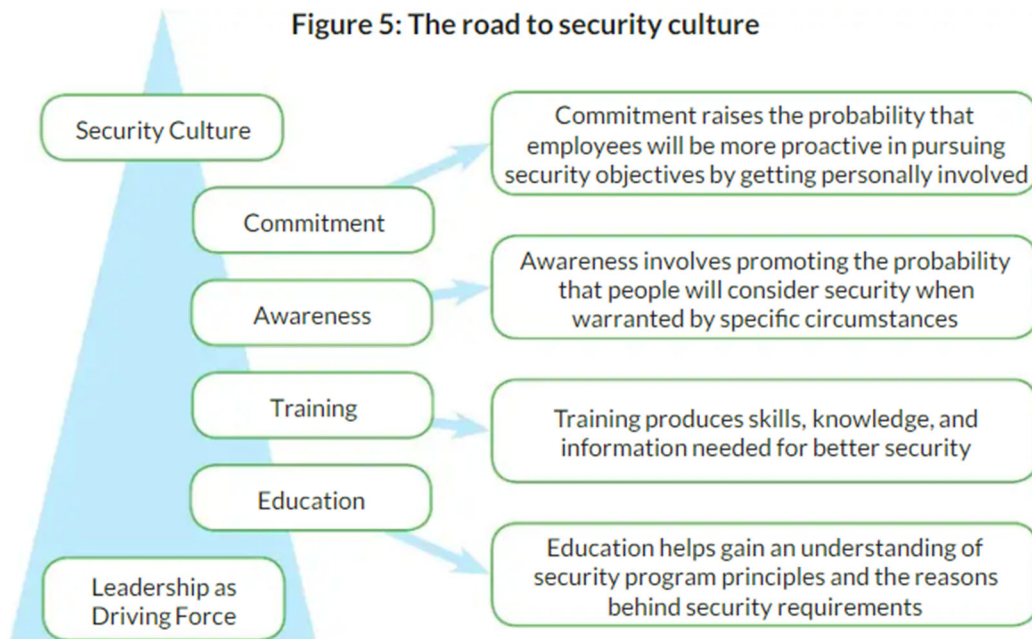 Figure 5: The road to security culture
Security Culture
Commitment raises the probability that
employees will be more proactive in pursuing
security objectives by getting personally involved
Commitment
Awareness involves promoting the probability
that people will consider security when
warranted by specific circumstances
Awareness
Training
Training produces skills, knowledge, and
information needed for better security
Education
Education helps gain an understanding of
security program principles and the reasons
behind security requirements
Leadership as
Driving Force